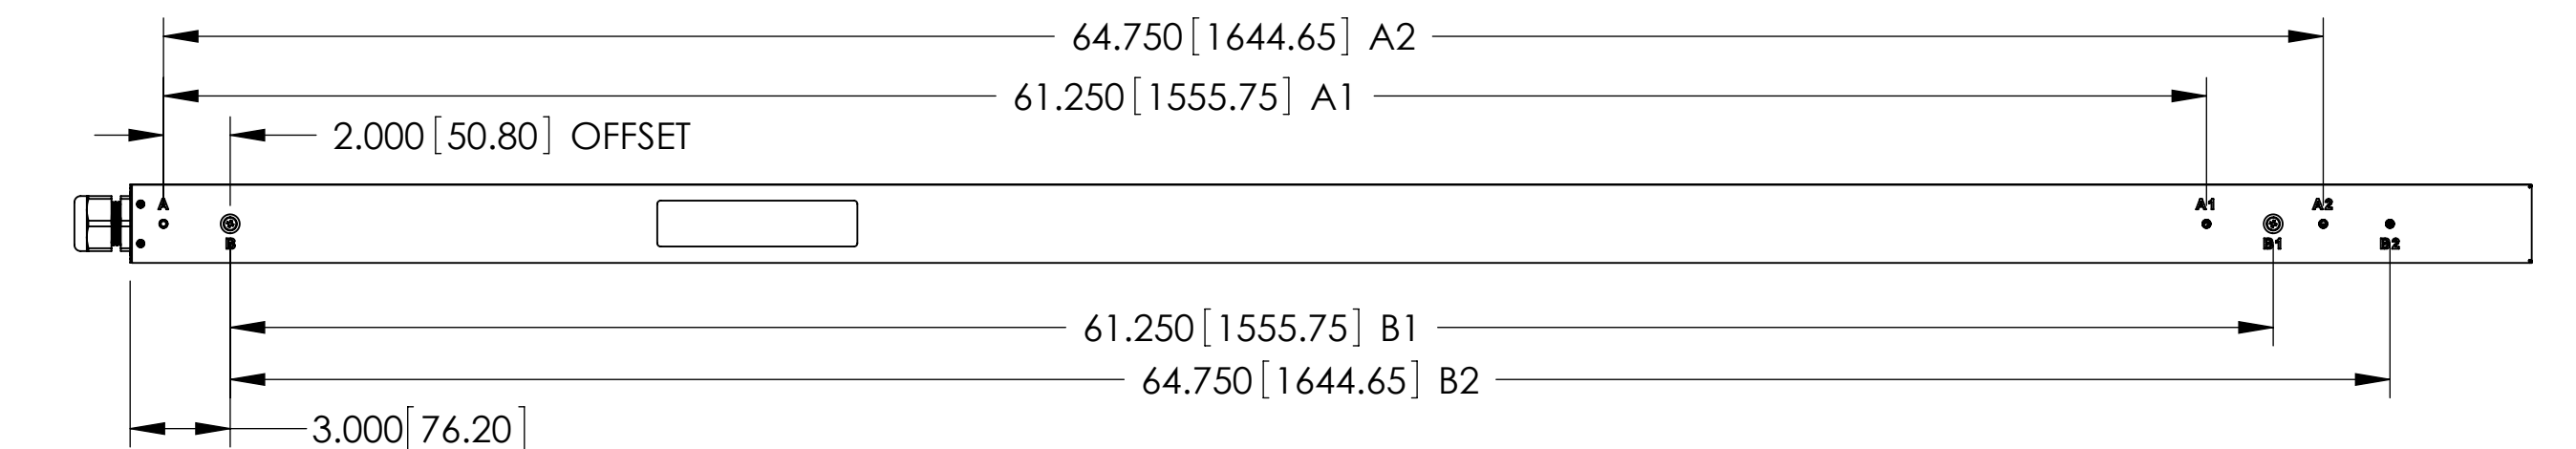 64.750[1644.65] A2
61.250[1555.75] A1
2.000[50.80] OFFSET
A
B
A1
A2
B1
B2
61.250[1555.75] B1
64.750[1644.65] B2
3.000[76.20]